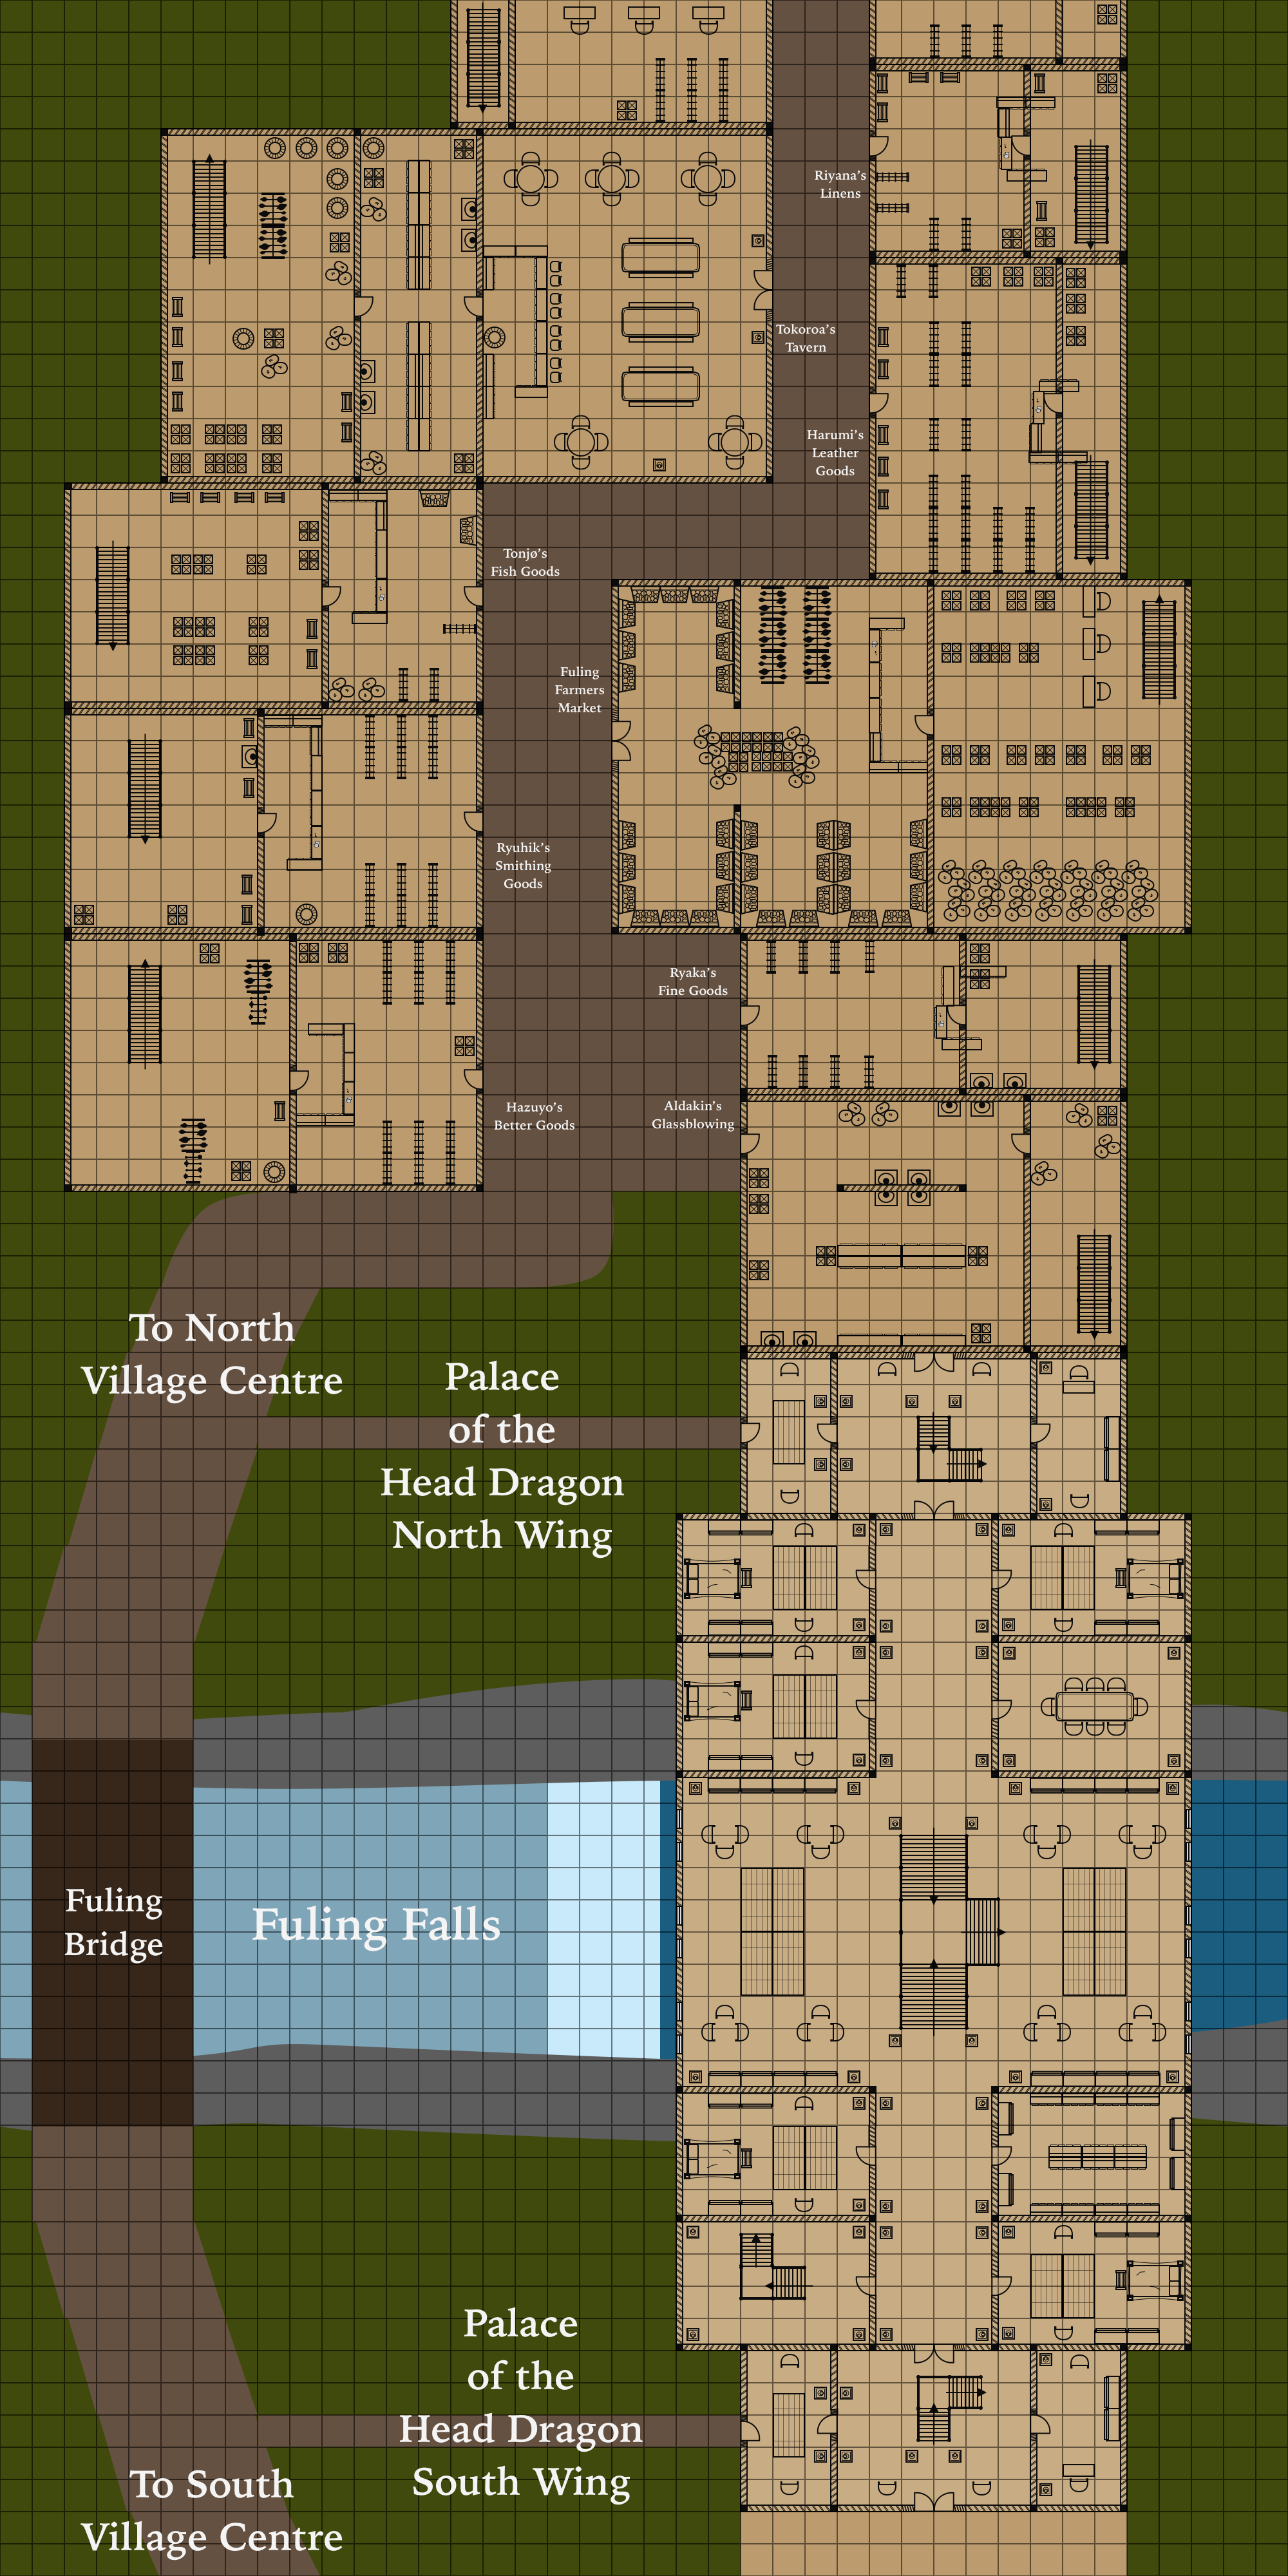 Riyana's
Linens
Tokoroa's
Tavern
Harumi's
Leather
Goods
Tonjø's
Fish Goods
Fuling
Farmers
Market
Ryuhik's
Smithing
Goods
Ryaka's
Fine Goods
Hazuyo's
Better Goods
Aldakin's
Glassblowing
To North
Village Centre
Palace
of the
Head Dragon
North Wing
Fuling
Bridge
Fuling Falls
Palace
of the
Head Dragon
South Wing
To South
Village Centre